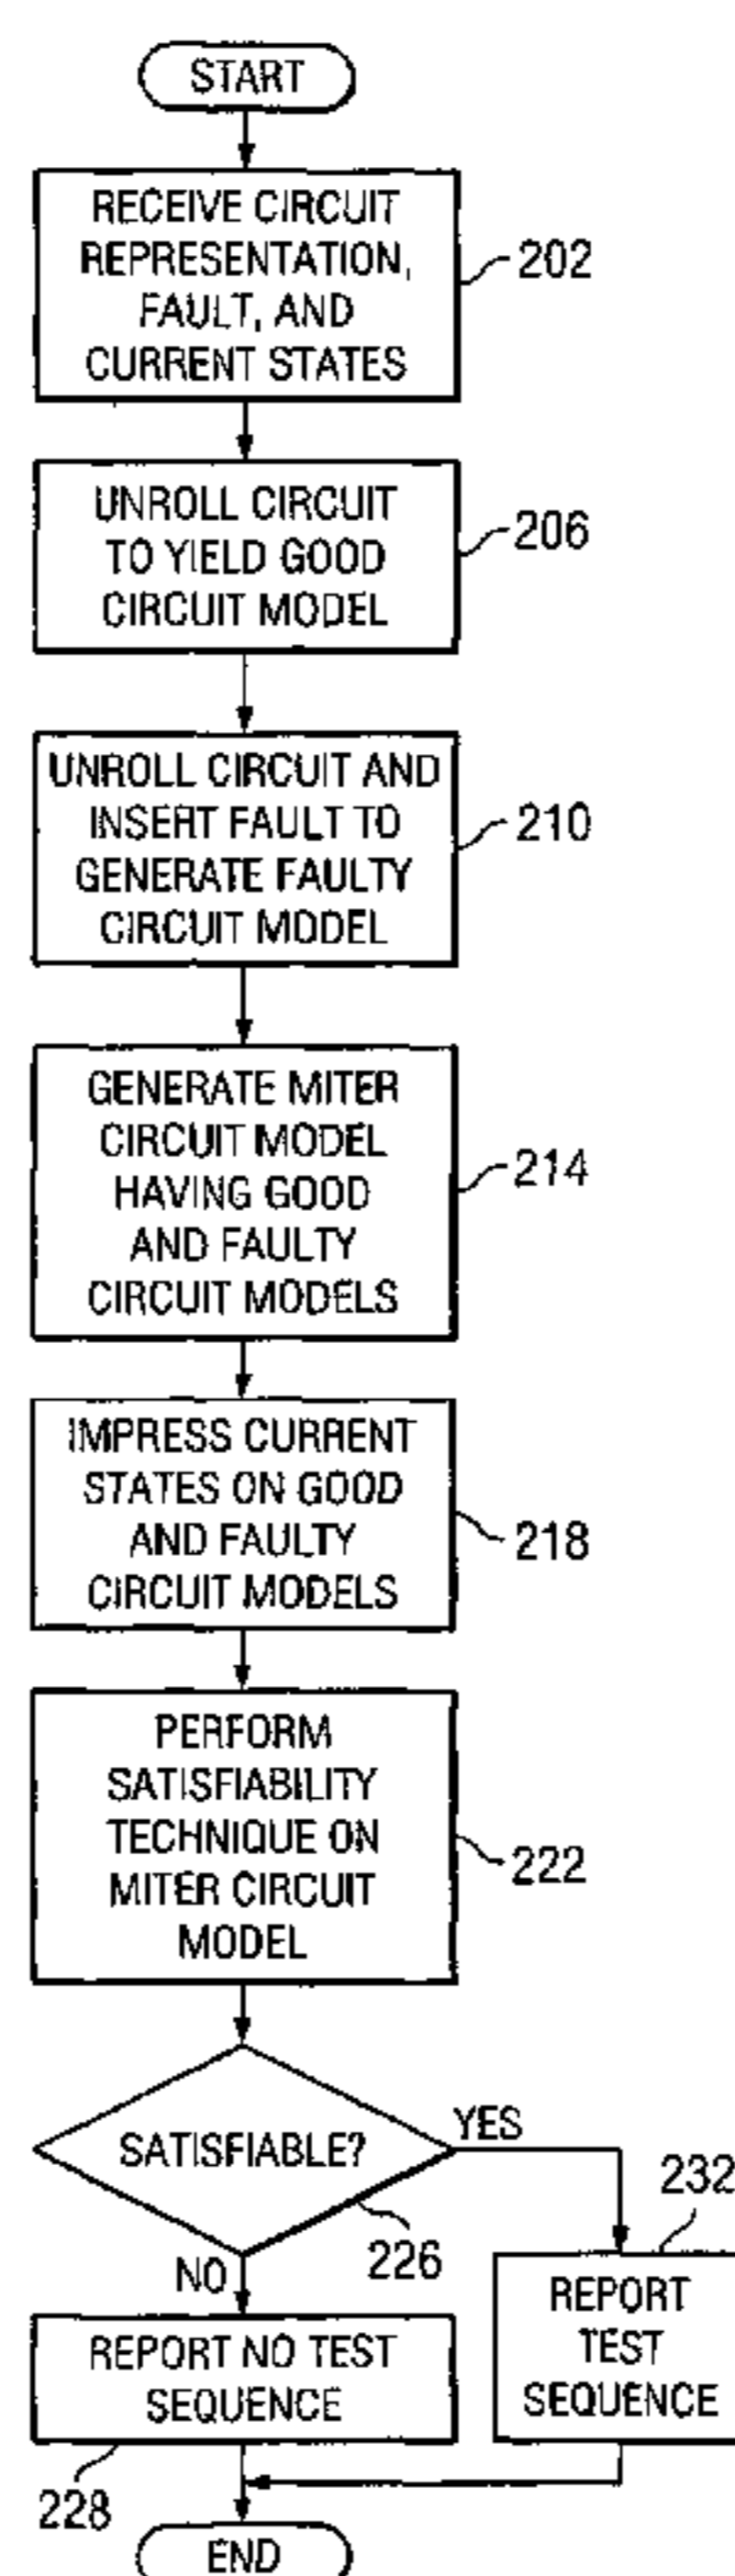 START
RECEIVE CIRCUIT
REPRESENTATION,
FAULT, AND
CURRENT STATES
202
UNROLL CIRCUIT
TO YIELD GOOD
CIRCUIT MODEL
206
UNROLL CIRCUIT AND
INSERT FAULT TO
GENERATE FAULTY
CIRCUIT MODEL
210
GENERATE MITER
CIRCUIT MODEL
HAVING GOOD
AND FAULTY
CIRCUIT MODELS
214
IMPRESS CURRENT
STATES ON GOOD
AND FAULTY
CIRCUIT MODELS
218
PERFORM
SATISFIABILITY
TECHNIQUE ON
MITER CIRCUIT
MODEL
222
SATISFIABLE?
YES
226
NO
232
REPORT
TEST
SEQUENCE
REPORT NO TEST
SEQUENCE
228
END